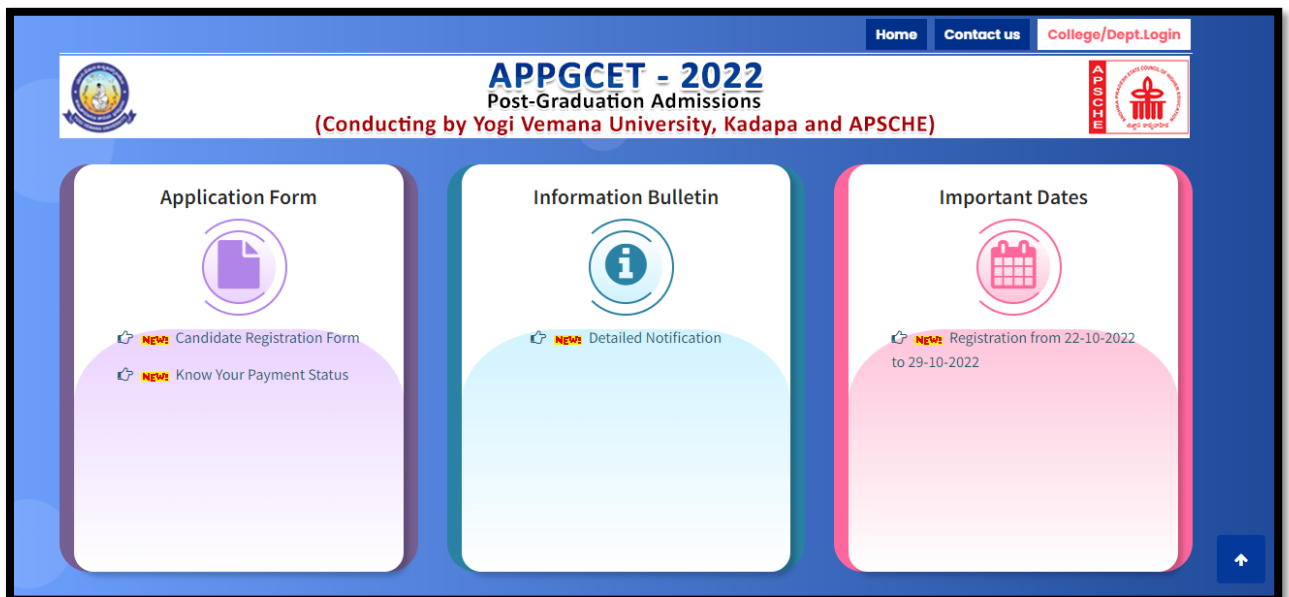 Home Contact us College/Dept.Login
APPGCET - 2022
Post-Graduation Admissions
(Conducting by Yogi Vemana University, Kadapa and APSCHE)
APSCHE
Application Form
NEW! Candidate Registration Form
NEW! Know Your Payment Status
Information Bulletin
NEW! Detailed Notification
Important Dates
NEW! Registration from 22-10-2022
to 29-10-2022